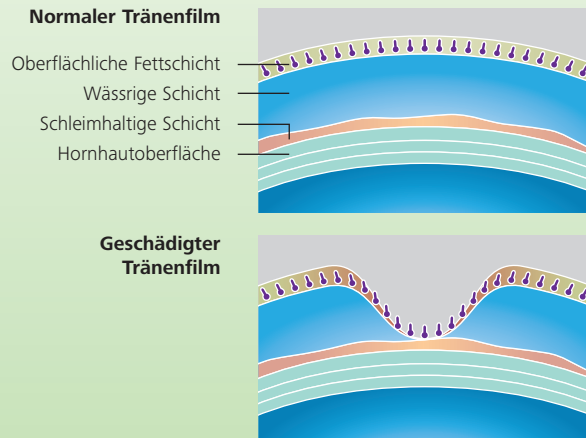 Normaler Tränenfilm
Oberflächliche Fettschicht
Wässrige Schicht
Schleimhaltige Schicht
Hornhautoberfläche
Geschädigter
Tränenfilm